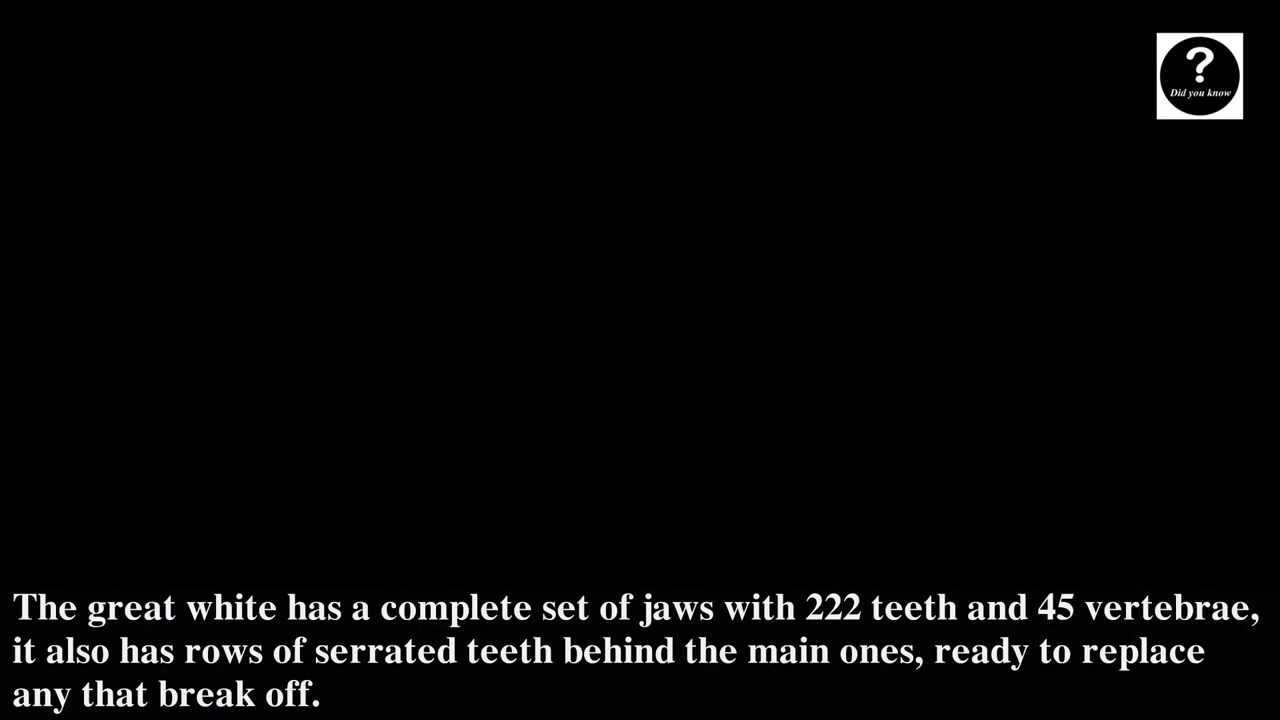 ?
Did you know
The great white has a complete set of jaws with 222 teeth and 45 vertebrae,
it also has rows of serrated teeth behind the main ones, ready to replace
any that break off.